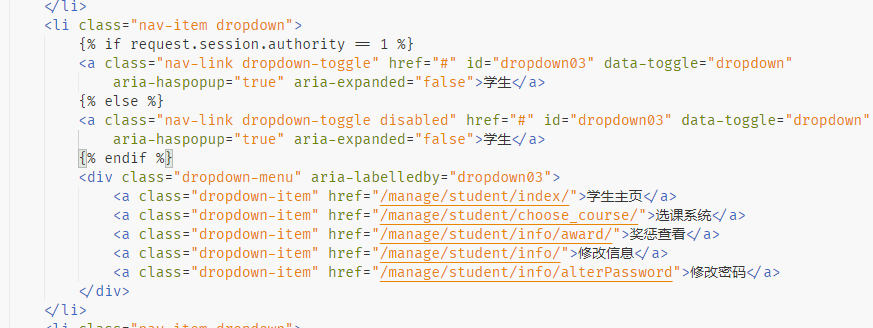 </li>
<li class="nav-item dropdown">
{% if request.session.authority == 1 %}
<a class="nav-link dropdown-toggle" href="#" id="dropdown03" data-toggle="dropdown"
aria-haspopup="true" aria-expanded="false">学生</a>
{% else %}
<a class="nav-link dropdown-toggle disabled" href="#" id="dropdown03" data-toggle="dropdown"
aria-haspopup="true" aria-expanded="false">学生</a>
{% endif %}
<div class="dropdown-menu" aria-labelledby="dropdown03">
<a class="dropdown-item" href="/manage/student/index/">学生主页</a>
<a class="dropdown-item" href="/manage/student/choose_course/">选课系统</a>
<a class="dropdown-item" href="/manage/student/info/award/">奖惩查看</a>
<a class="dropdown-item" href="/manage/student/info/">修改信息</a>
<a class="dropdown-item" href="/manage/student/info/alterPassword">修改密码</a>
</div>
</li>
<li class="nav-item dropdown">